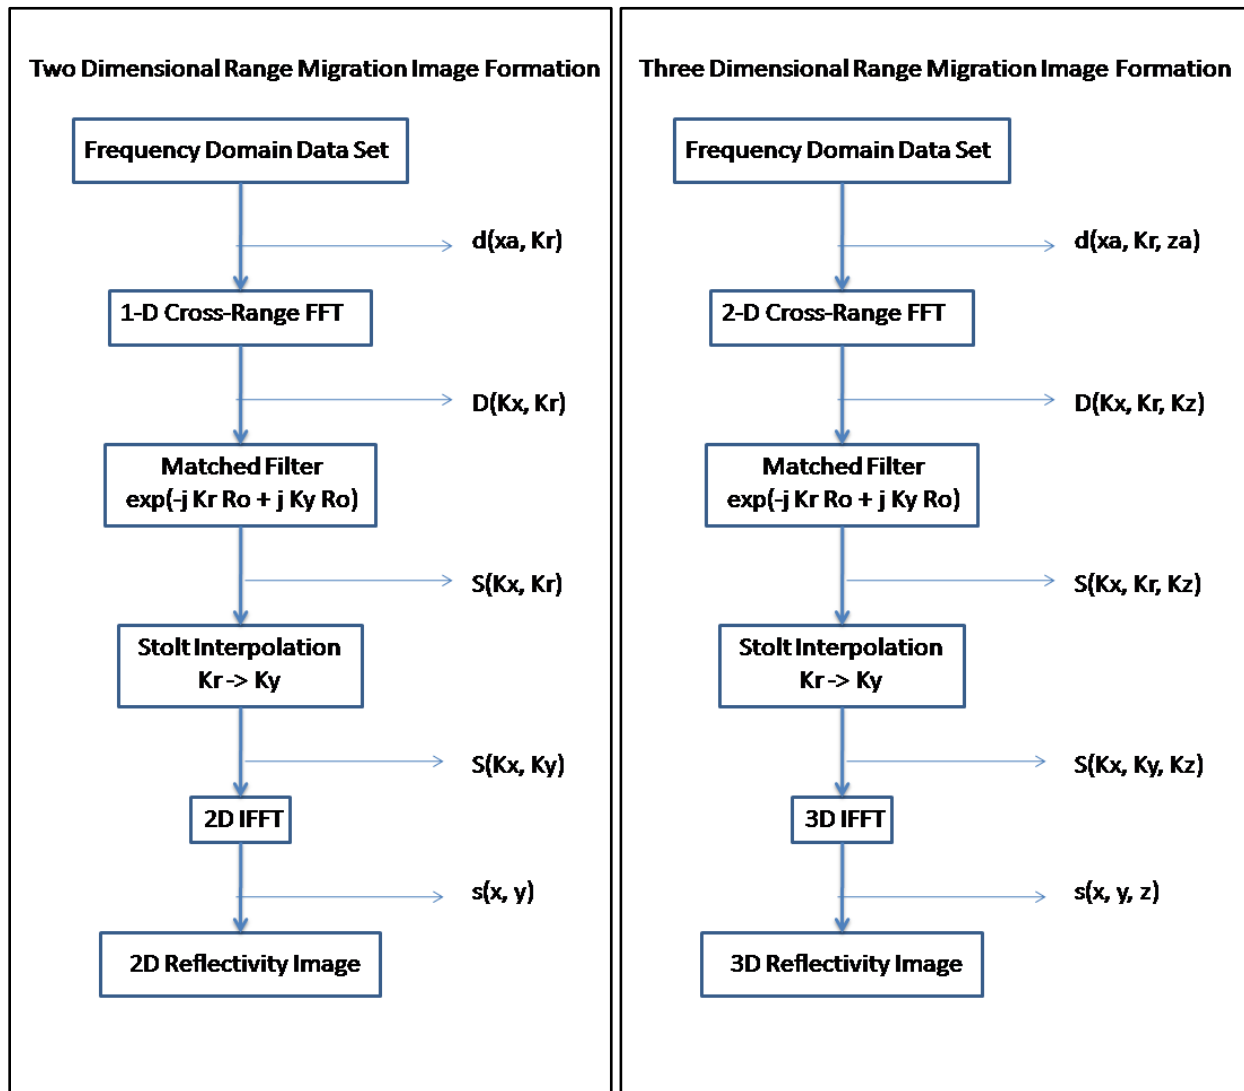 Two Dimensional Range Migration Image Formation
Frequency Domain Data Set
d(xa, Kr)
1-D Cross-Range FFT
D(Kx, Kr)
Matched Filter
exp(-j Kr Ro + j Ky Ro)
S(Kx, Kr)
Stolt Interpolation
Kr -> Ky
S(Kx, Ky)
2D IFFT
s(x, y)
2D Reflectivity Image
Three Dimensional Range Migration Image Formation
Frequency Domain Data Set
d(xa, Kr, za)
2-D Cross-Range FFT
D(Kx, Kr, Kz)
Matched Filter
exp(-j Kr Ro + j Ky Ro)
S(Kx, Kr, Kz)
Stolt Interpolation
Kr -> Ky
S(Kx, Ky, Kz)
3D IFFT
s(x, y, z)
3D Reflectivity Image